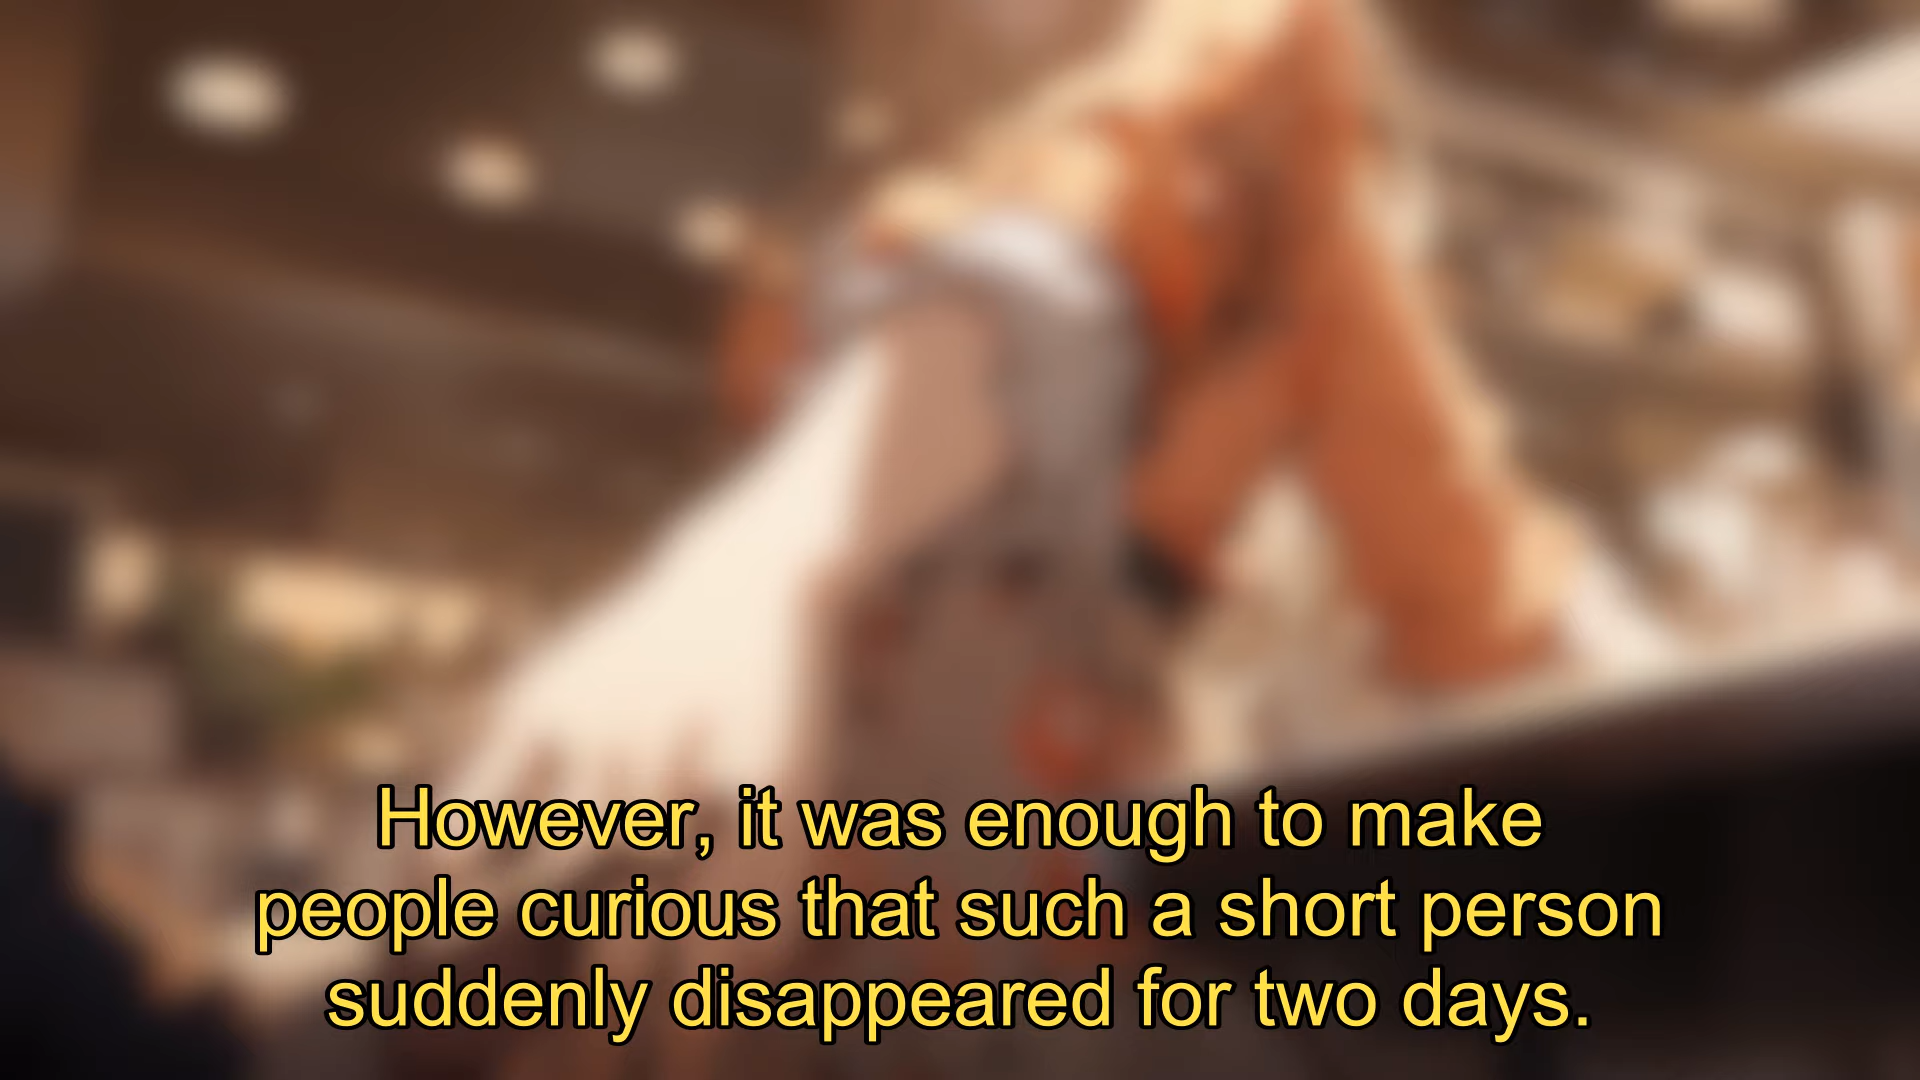 However, it was enough to make
people curious that such a short person
suddenly disappeared for two days.